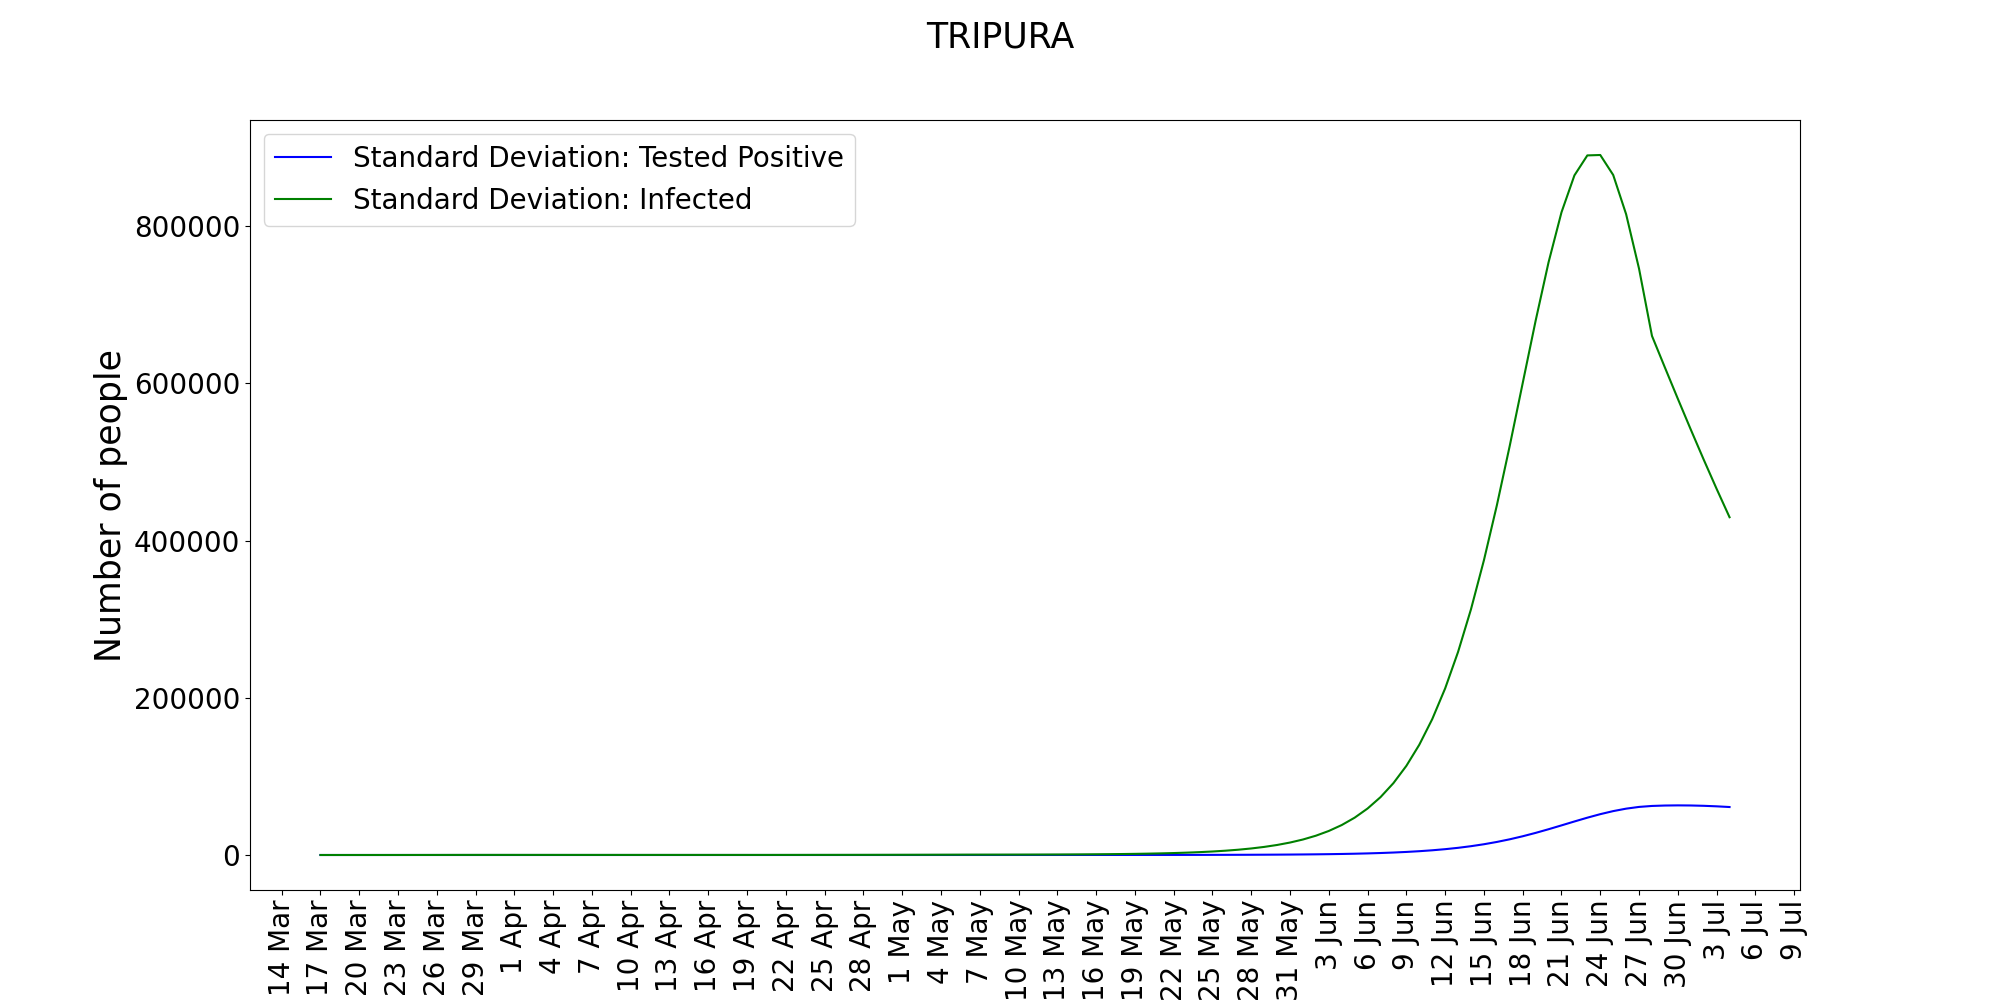 TRIPURA
Standard Deviation: Tested Positive
Standard Deviation: Infected
Number of people
800000
600000
400000
200000
0
14 Mar
17 Mar
20 Mar
23 Mar
26 Mar
29 Mar
1 Apr
4 Apr
7 Apr
10 Apr
13 Apr
16 Apr
19 Apr
22 Apr
25 Apr
28 Apr
1 May
4 May
7 May
10 May
13 May
16 May
19 May
22 May
25 May
28 May
31 May
3 Jun
6 Jun
9 Jun
12 Jun
15 Jun
18 Jun
21 Jun
24 Jun
27 Jun
30 Jun
3 Jul
6 Jul
9 Jul